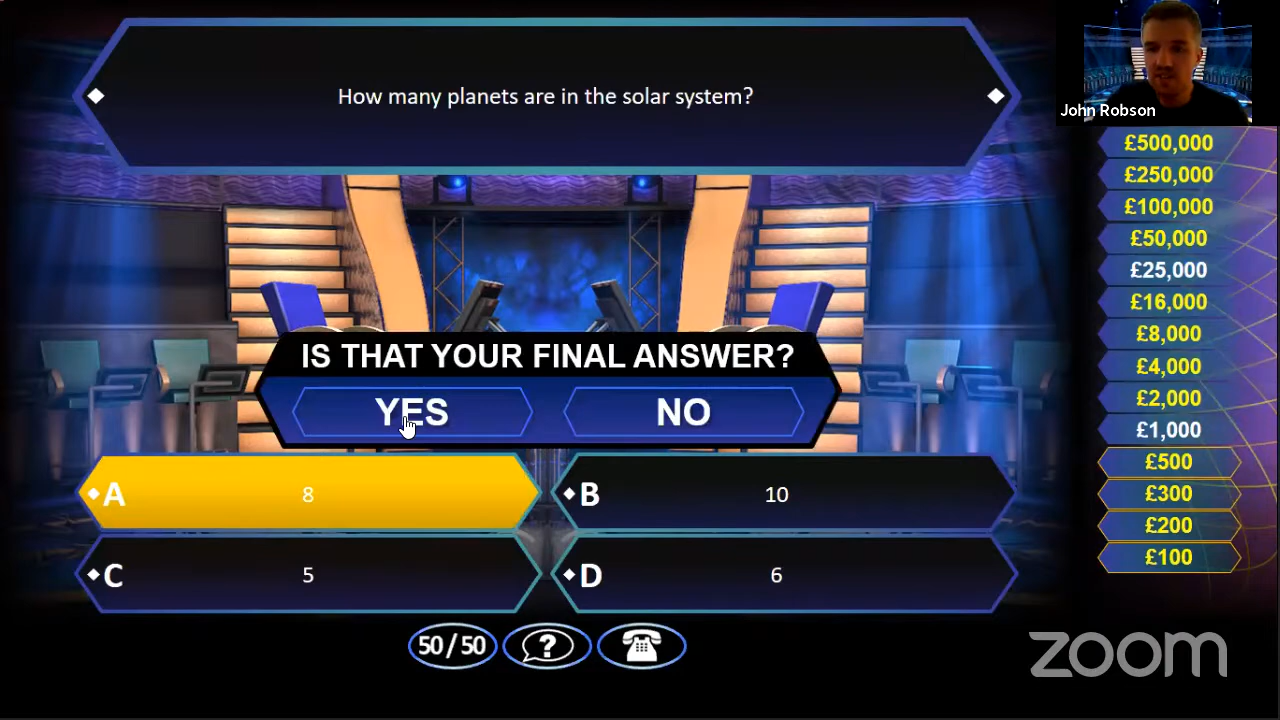 How many planets are in the solar system?
John Robson
£500,000
£250,000
£100,000
£50,000
£25,000
£16,000
£8,000
£4,000
£2,000
£1,000
£500
£300
£200
£100
IS THAT YOUR FINAL ANSWER?
YES NO
A 8
B 10
C 5
D 6
50/50 ?
zoom